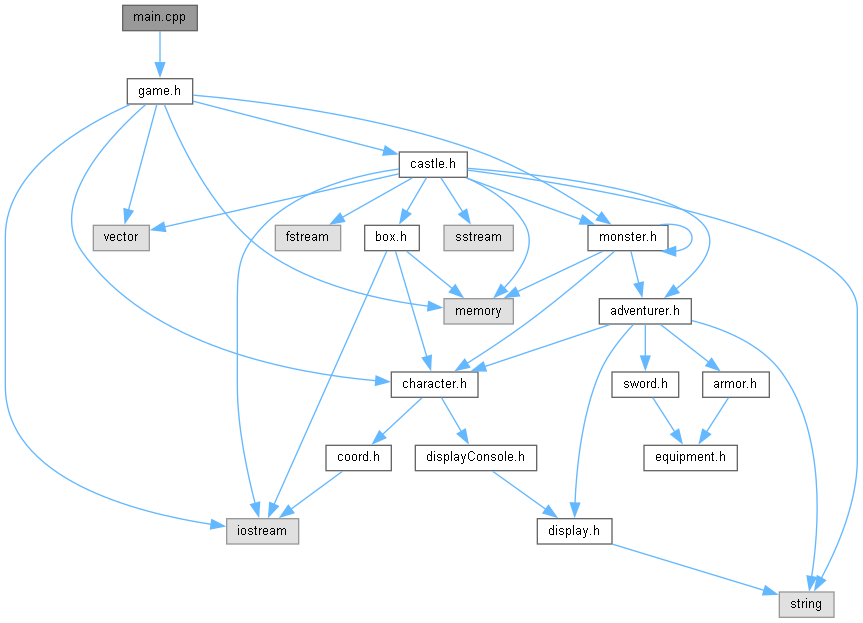 main.cpp
game.h
castle.h
vector
fstream
box.h
sstream
monster.h
memory
adventurer.h
character.h
sword.h
armor.h
coord.h
displayConsole.h
equipment.h
iostream
display.h
string